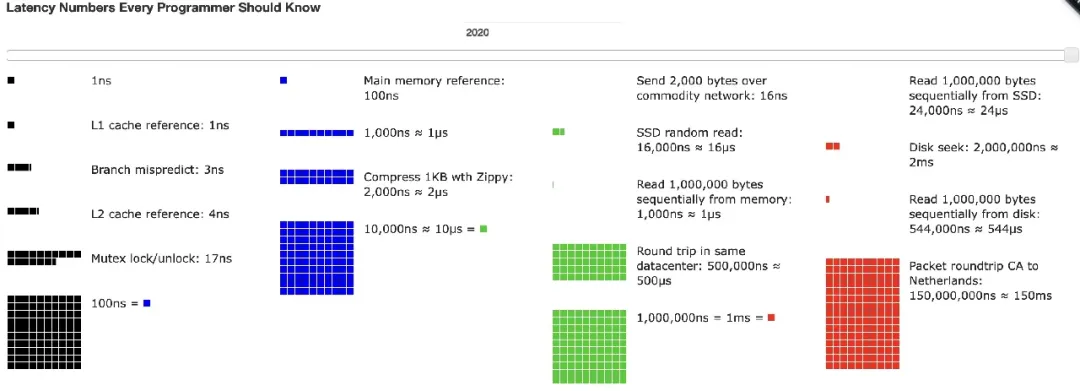 Latency Numbers Every Programmer Should Know
2020
1ns
L1 cache reference: 1ns
Branch mispredict: 3ns
L2 cache reference: 4ns
Mutex lock/unlock: 17ns
100ns =
Main memory reference:
100ns
1,000ns ≈ 1μs
Compress 1KB wth Zippy:
2,000ns ≈ 2μs
10,000ns ≈ 10μs =
Send 2,000 bytes over
commodity network: 16ns
SSD random read:
16,000ns ≈ 16μs
Read 1,000,000 bytes
sequentially from memory:
1,000ns ≈ 1μs
Round trip in same
datacenter: 500,000ns ≈
500μs
1,000,000ns = 1ms =
Read 1,000,000 bytes
sequentially from SSD:
24,000ns ≈ 24μs
Disk seek: 2,000,000ns ≈
2ms
Read 1,000,000 bytes
sequentially from disk:
544,000ns ≈ 544μs
Packet roundtrip CA to
Netherlands:
150,000,000ns ≈ 150ms